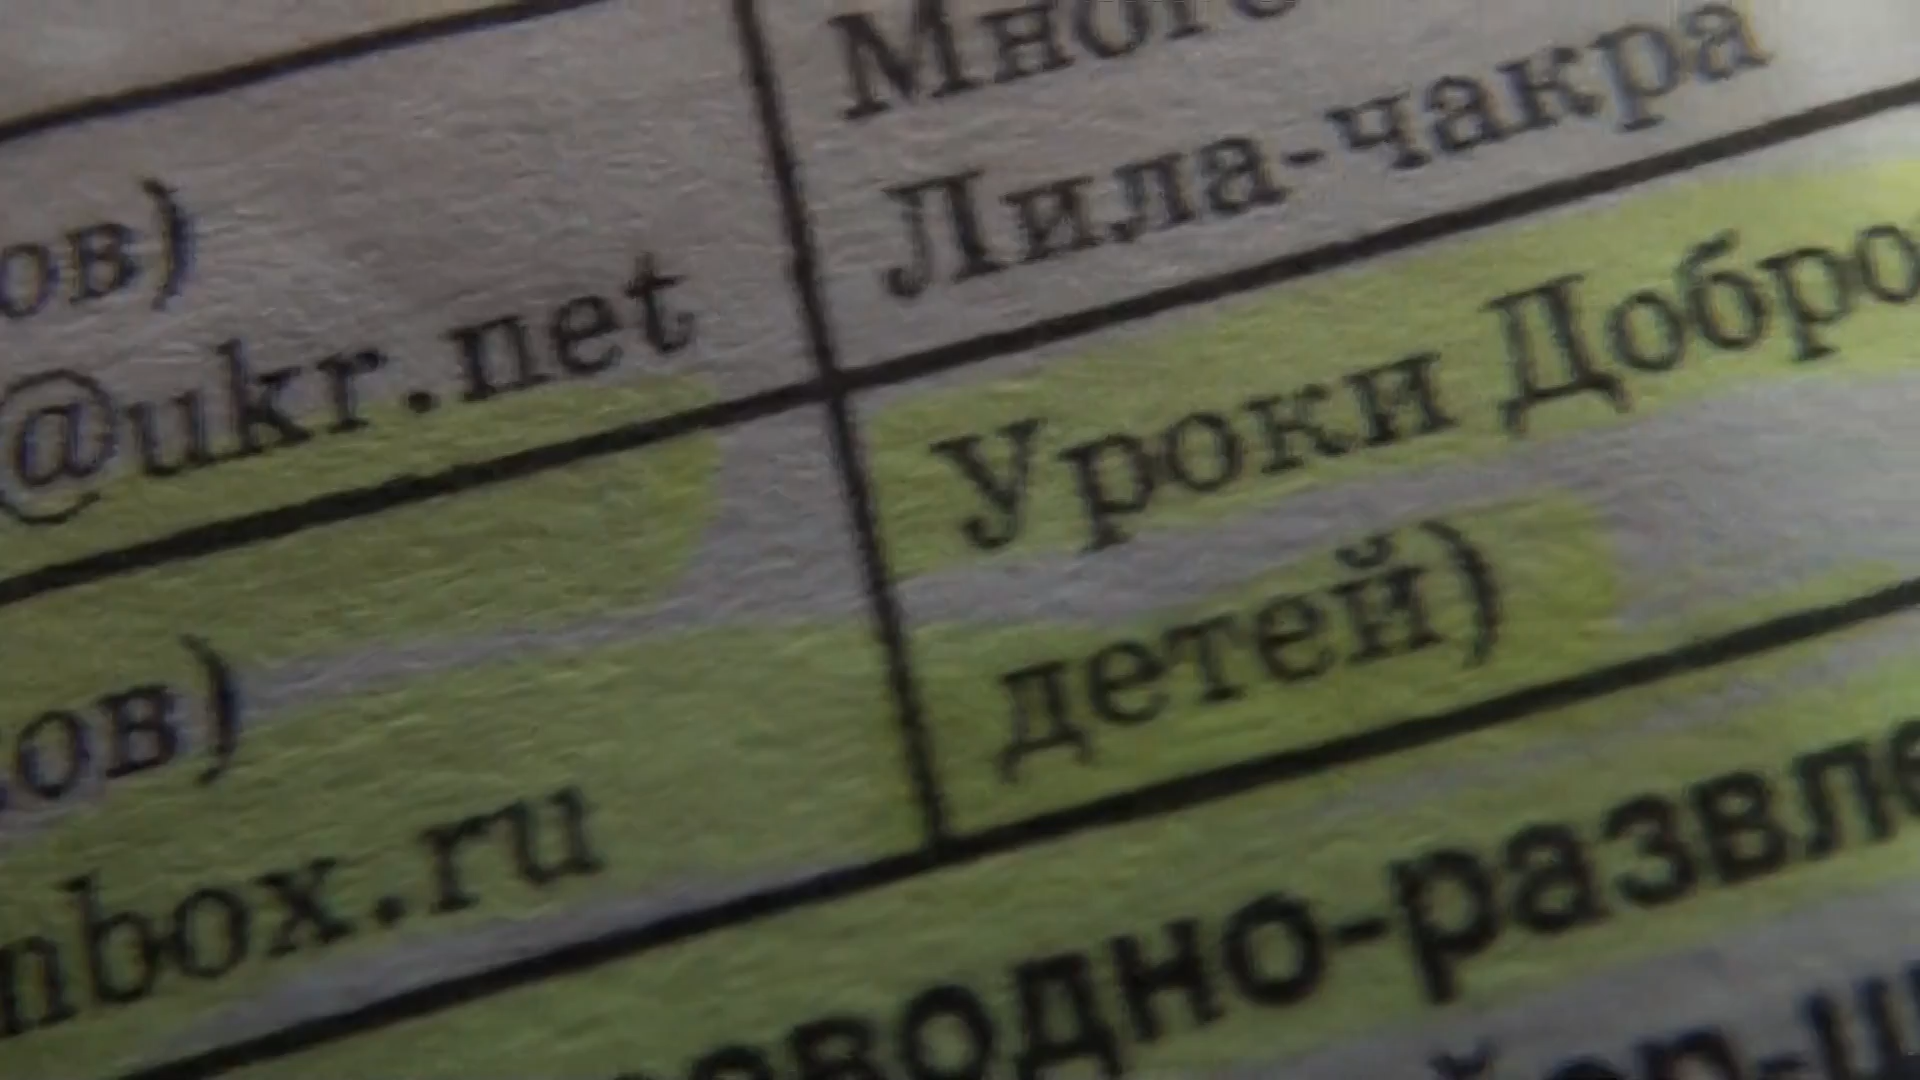 Много
Лила-чакра
ов)
@ukr.net
Уроки Добро
детей)
ов)
nbox.ru
водно-развле